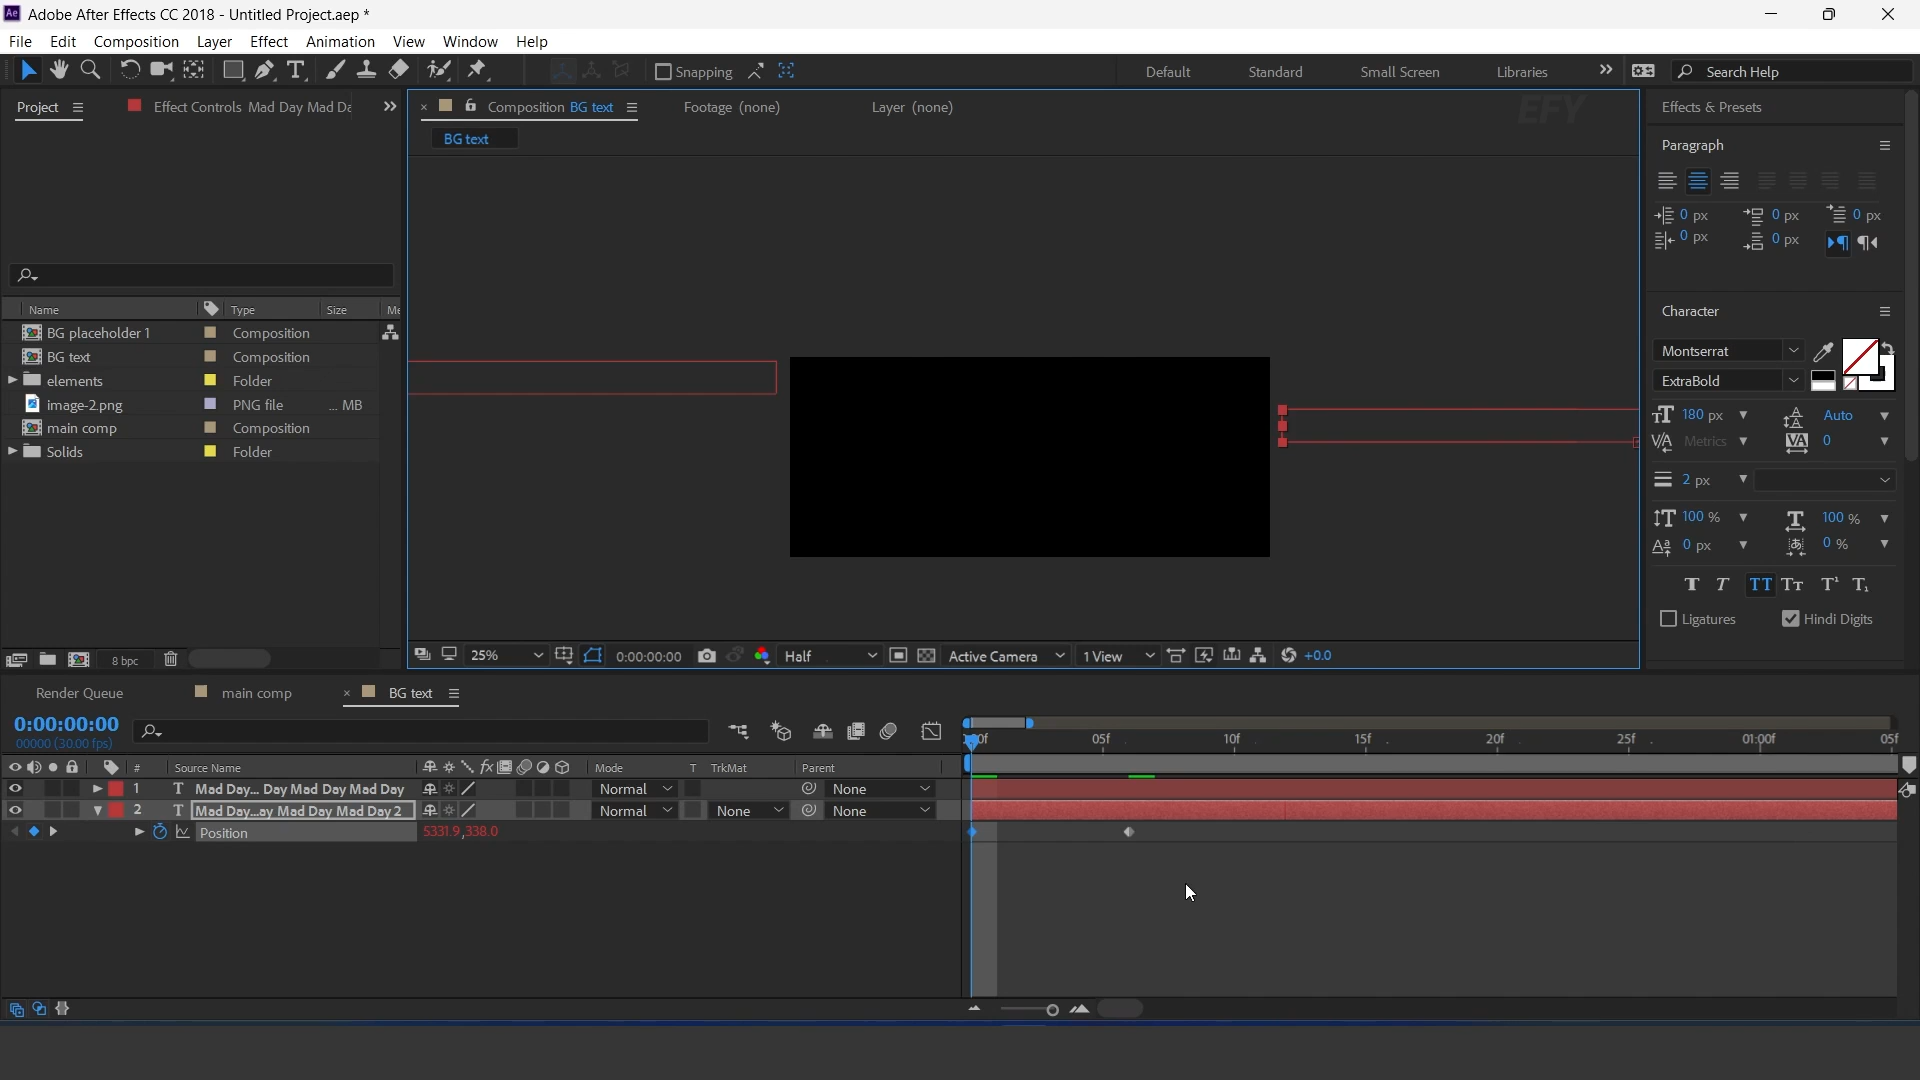 Ae Adobe After Effects CC 2018 - Untitled Project.aep *
File Edit Composition Layer Effect Animation View Window Help
Snapping Default Standard Small Screen Libraries Search Help
Project Effect Controls Mad Day Mad Da Composition BG text Footage (none) Layer (none) EFY Effects & Presets
BG text
Paragraph
0 px 0 px 0 px
0 px 0 px
Name Type Size Me
BG placeholder 1 Composition
BG text Composition
elements Folder
image-2.png PNG file ... MB
main comp Composition
Solids Folder
Character
Montserrat
ExtraBold
180 px Auto
Metrics 0
2 px
100 % 100 %
0 px 0 %
T T TT Tt T¹ T₁
Ligatures Hindi Digits
8 bpc 25% 0:00:00:00 Half Active Camera 1 View +0.0
Render Queue main comp BG text
0:00:00:00
00000 (30.00 fps)
05f 10f 15f 20f 25f 01:00f 05f
# Source Name Mode T TrkMat Parent
1 T Mad Day... Day Mad Day Mad Day Normal None
2 T Mad Day...ay Mad Day Mad Day 2 Normal None None
Position 5331.9,338.0